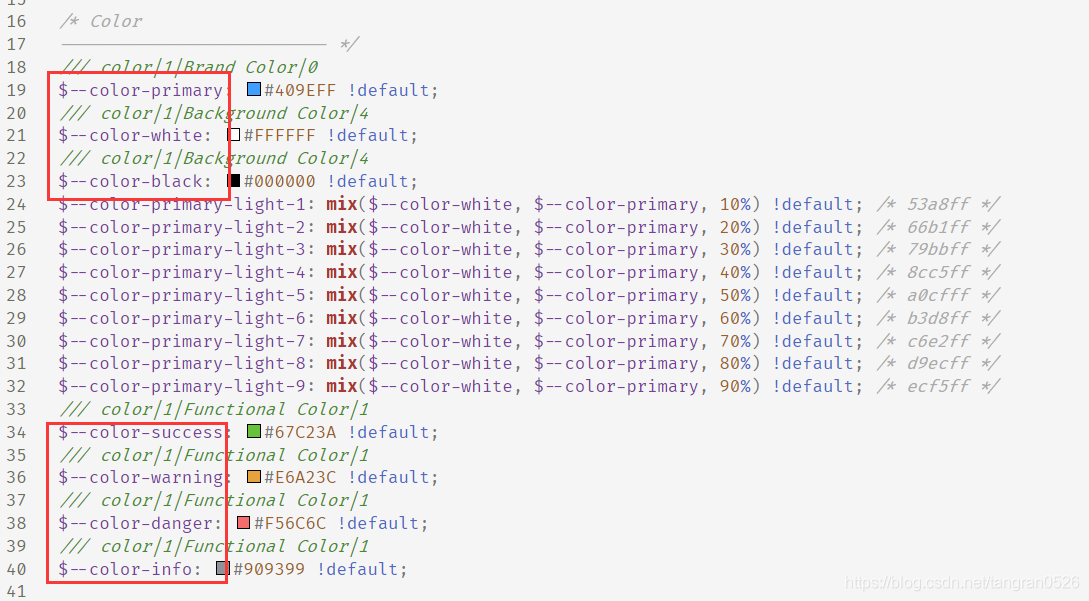 15
16 /* Color
17 -------------------------- */
18 /// color|1|Brand Color|0
19 $--color-primary: #409EFF !default;
20 /// color|1|Background Color|4
21 $--color-white: #FFFFFF !default;
22 /// color|1|Background Color|4
23 $--color-black: #000000 !default;
24 $--color-primary-light-1: mix($--color-white, $--color-primary, 10%) !default; /* 53a8ff */
25 $--color-primary-light-2: mix($--color-white, $--color-primary, 20%) !default; /* 66b1ff */
26 $--color-primary-light-3: mix($--color-white, $--color-primary, 30%) !default; /* 79bbff */
27 $--color-primary-light-4: mix($--color-white, $--color-primary, 40%) !default; /* 8cc5ff */
28 $--color-primary-light-5: mix($--color-white, $--color-primary, 50%) !default; /* a0cfff */
29 $--color-primary-light-6: mix($--color-white, $--color-primary, 60%) !default; /* b3d8ff */
30 $--color-primary-light-7: mix($--color-white, $--color-primary, 70%) !default; /* c6e2ff */
31 $--color-primary-light-8: mix($--color-white, $--color-primary, 80%) !default; /* d9ecff */
32 $--color-primary-light-9: mix($--color-white, $--color-primary, 90%) !default; /* ecf5ff */
33 /// color|1|Functional Color|1
34 $--color-success: #67C23A !default;
35 /// color|1|Functional Color|1
36 $--color-warning: #E6A23C !default;
37 /// color|1|Functional Color|1
38 $--color-danger: #F56C6C !default;
39 /// color|1|Functional Color|1
40 $--color-info: #909399 !default;
41
https://blog.csdn.net/tangran0526